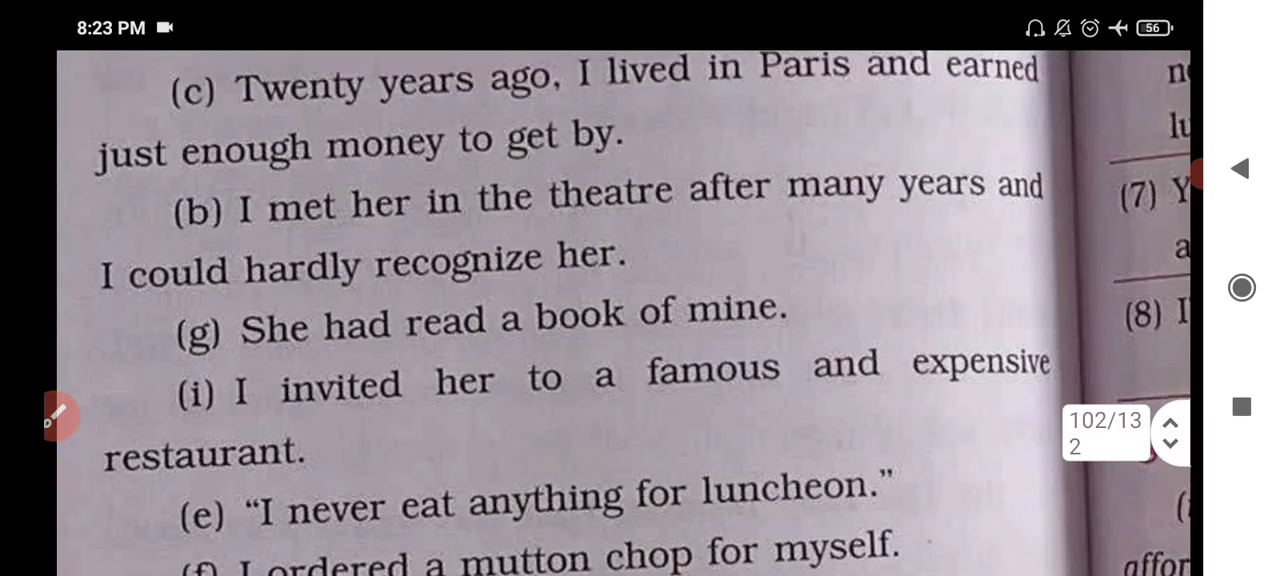 8:23 PM
56
(c) Twenty years ago, I lived in Paris and earned
just enough money to get by.
(b) I met her in the theatre after many years and
I could hardly recognize her.
(g) She had read a book of mine.
(i) I invited her to a famous and expensive
restaurant.
(e) “I never eat anything for luncheon.”
(f) I ordered a mutton chop for myself.
(7) Y
a
(8) I
102/13
2